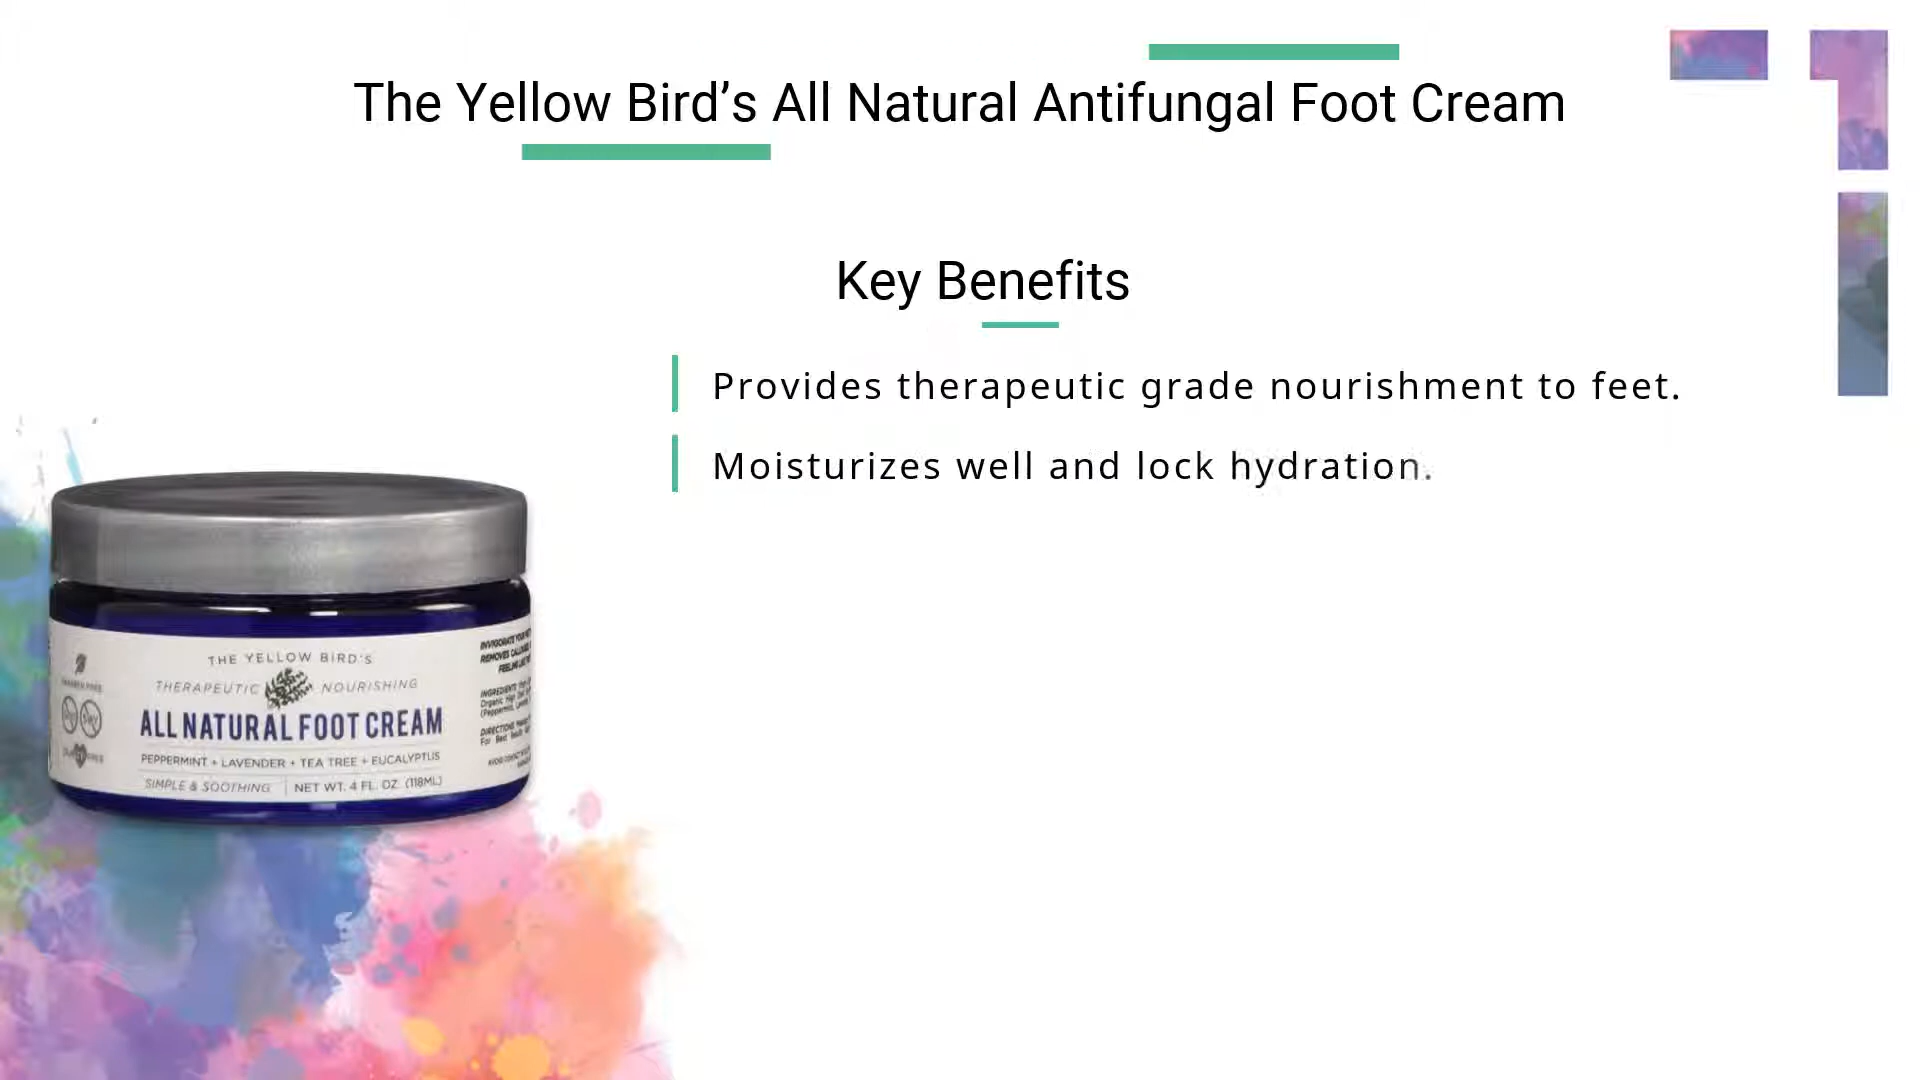 The Yellow Bird’s All Natural Antifungal Foot Cream
Key Benefits
Provides therapeutic grade nourishment to feet.
Moisturizes well and lock hydration.
THE YELLOW BIRD'S
THERAPEUTIC NOURISHING
ALL NATURAL FOOT CREAM
PEPPERMINT + LAVENDER + TEA TREE + EUCALYPTUS
SIMPLE & SOOTHING NET WT. 4 FL. OZ. (118ML)